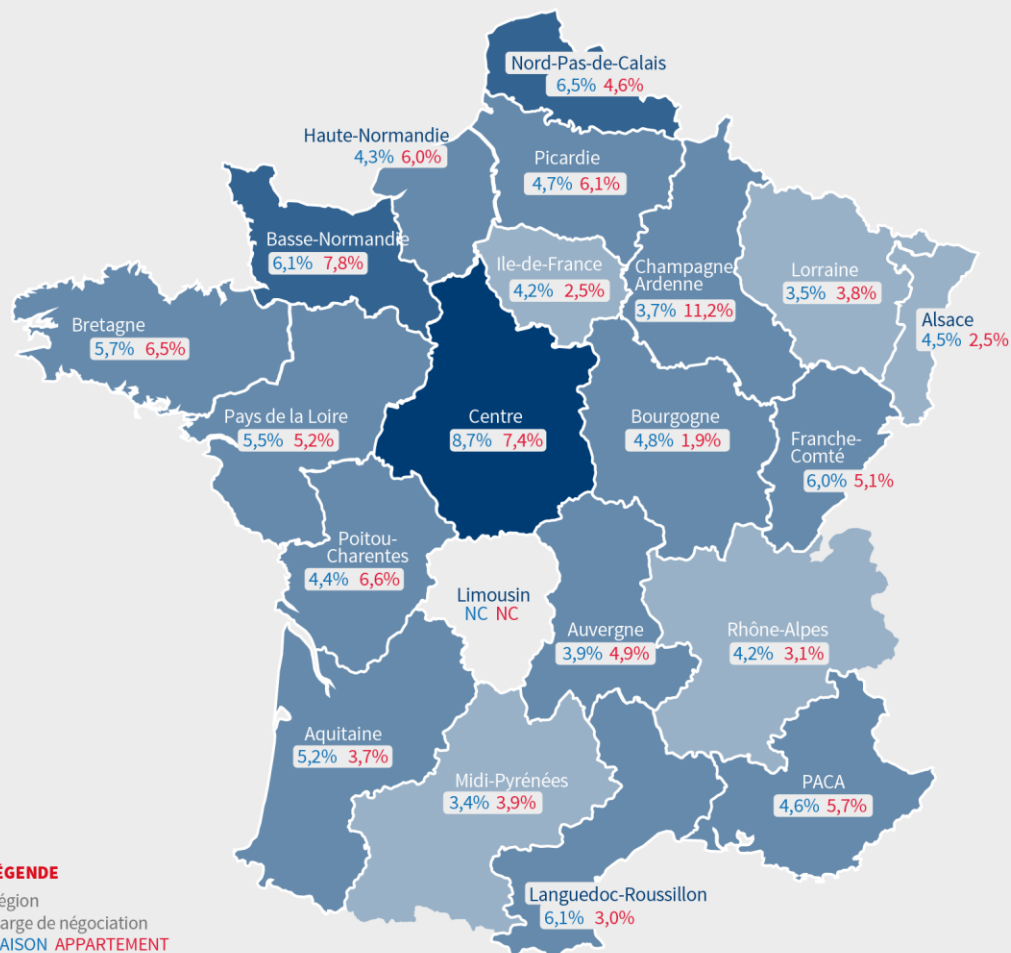 Nord-Pas-de-Calais
6,5% 4,6%
Haute-Normandie
4,3% 6,0%
Picardie
4,7% 6,1%
Basse-Normandie
6,1% 7,8%
Ile-de-France
4,2% 2,5%
Champagne
Ardenne
3,7% 11,2%
Lorraine
3,5% 3,8%
Alsace
4,5% 2,5%
Bretagne
5,7% 6,5%
Pays de la Loire
5,5% 5,2%
Centre
8,7% 7,4%
Bourgogne
4,8% 1,9%
Franche-
Comté
6,0% 5,1%
Poitou-
Charentes
4,4% 6,6%
Limousin
NC NC
Auvergne
3,9% 4,9%
Rhône-Alpes
4,2% 3,1%
Aquitaine
5,2% 3,7%
Midi-Pyrénées
3,4% 3,9%
PACA
4,6% 5,7%
Languedoc-Roussillon
6,1% 3,0%
ÉGENDE
égion
arge de négociation
AISON APPARTEMENT